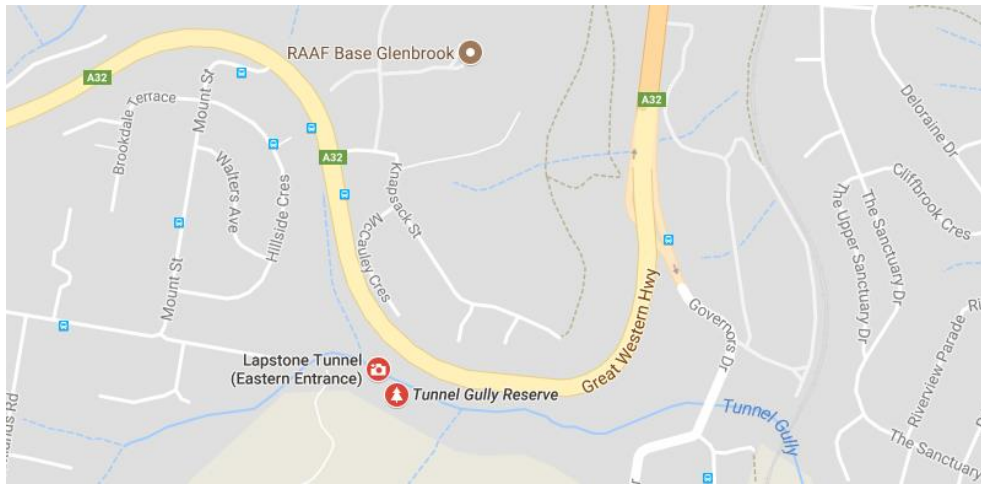 RAAF Base Glenbrook
A32
A32
A32
Mount St
Brookdale Terrace
Walters Ave
Hillside Cres
Mount St
Knapsack St
McCauley Cres
Deloraine Dr
Cliffbrook Cres
The Sanctuary Dr
The Upper Sanctuary Dr
Great Western Hwy
Governors Dr
Riverview Parade
Lapstone Tunnel
(Eastern Entrance)
Tunnel Gully Reserve
Tunnel Gully
The Sanctuary